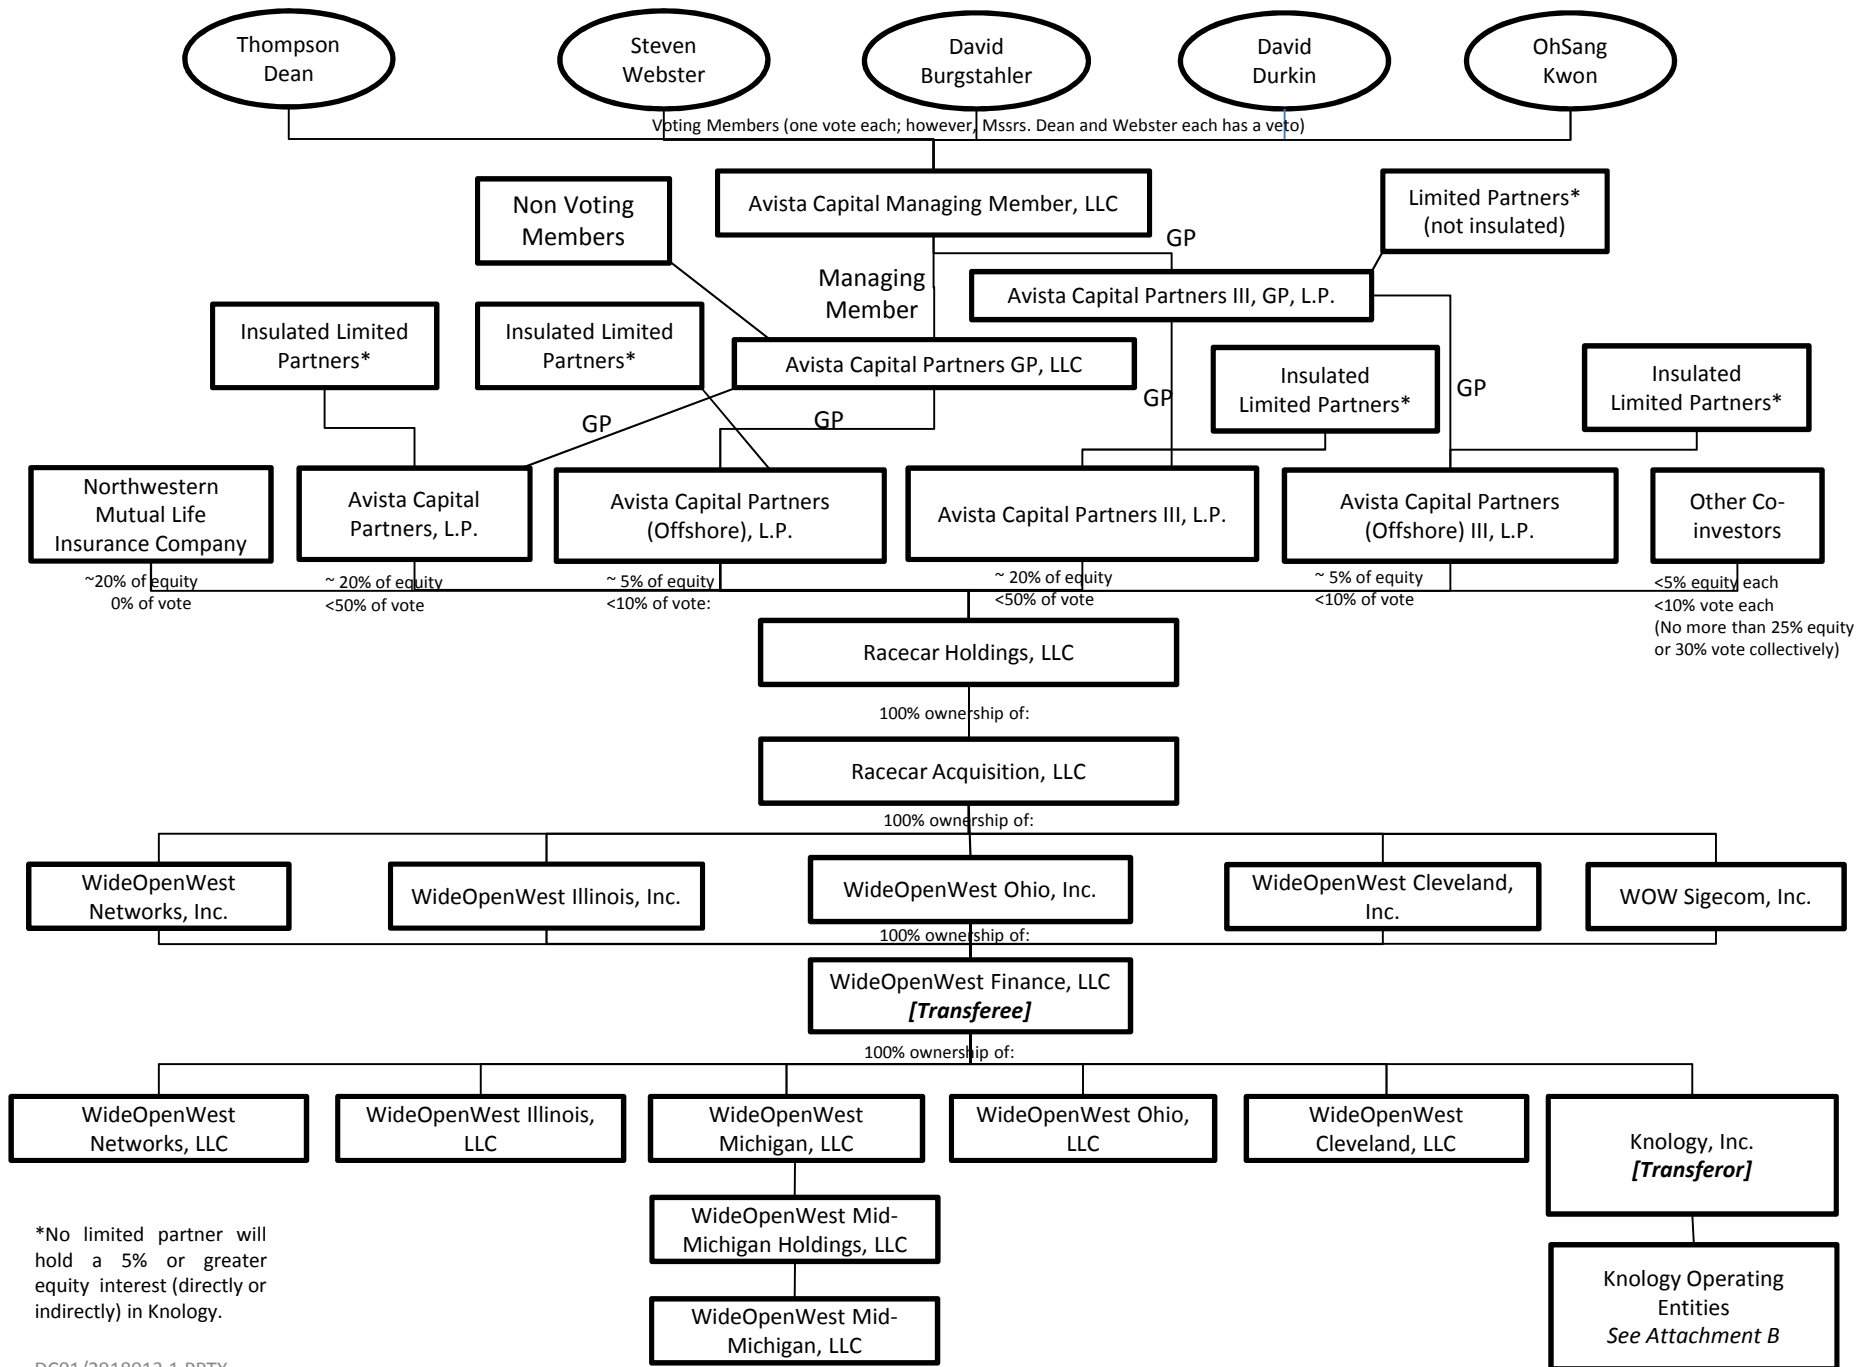 Thompson
Dean
Steven
Webster
David
Burgstahler
David
Durkin
OhSang
Kwon
Voting Members (one vote each; however, Mssrs. Dean and Webster each has a veto)
Non Voting
Members
Avista Capital Managing Member, LLC
Limited Partners*
(not insulated)
GP
Managing
Member
Avista Capital Partners III, GP, L.P.
Insulated Limited
Partners*
Insulated Limited
Partners*
Avista Capital Partners GP, LLC
Insulated
Limited Partners*
Insulated
Limited Partners*
GP
GP
GP
GP
Northwestern
Mutual Life
Insurance Company
Avista Capital
Partners, L.P.
Avista Capital Partners
(Offshore), L.P.
Avista Capital Partners III, L.P.
Avista Capital Partners
(Offshore) III, L.P.
Other Co-
investors
~20% of equity
0% of vote
~ 20% of equity
<50% of vote
~ 5% of equity
<10% of vote:
~ 20% of equity
<50% of vote
~ 5% of equity
<10% of vote
<5% equity each
<10% vote each
(No more than 25% equity
or 30% vote collectively)
Racecar Holdings, LLC
100% ownership of:
Racecar Acquisition, LLC
100% ownership of:
WideOpenWest
Networks, Inc.
WideOpenWest Illinois, Inc.
WideOpenWest Ohio, Inc.
WideOpenWest Cleveland,
Inc.
WOW Sigecom, Inc.
100% ownership of:
WideOpenWest Finance, LLC
[Transferee]
100% ownership of:
WideOpenWest
Networks, LLC
WideOpenWest Illinois,
LLC
WideOpenWest
Michigan, LLC
WideOpenWest Ohio,
LLC
WideOpenWest
Cleveland, LLC
Knology, Inc.
[Transferor]
WideOpenWest Mid-
Michigan Holdings, LLC
WideOpenWest Mid-
Michigan, LLC
Knology Operating
Entities
See Attachment B
*No limited partner will
hold a 5% or greater
equity interest (directly or
indirectly) in Knology.